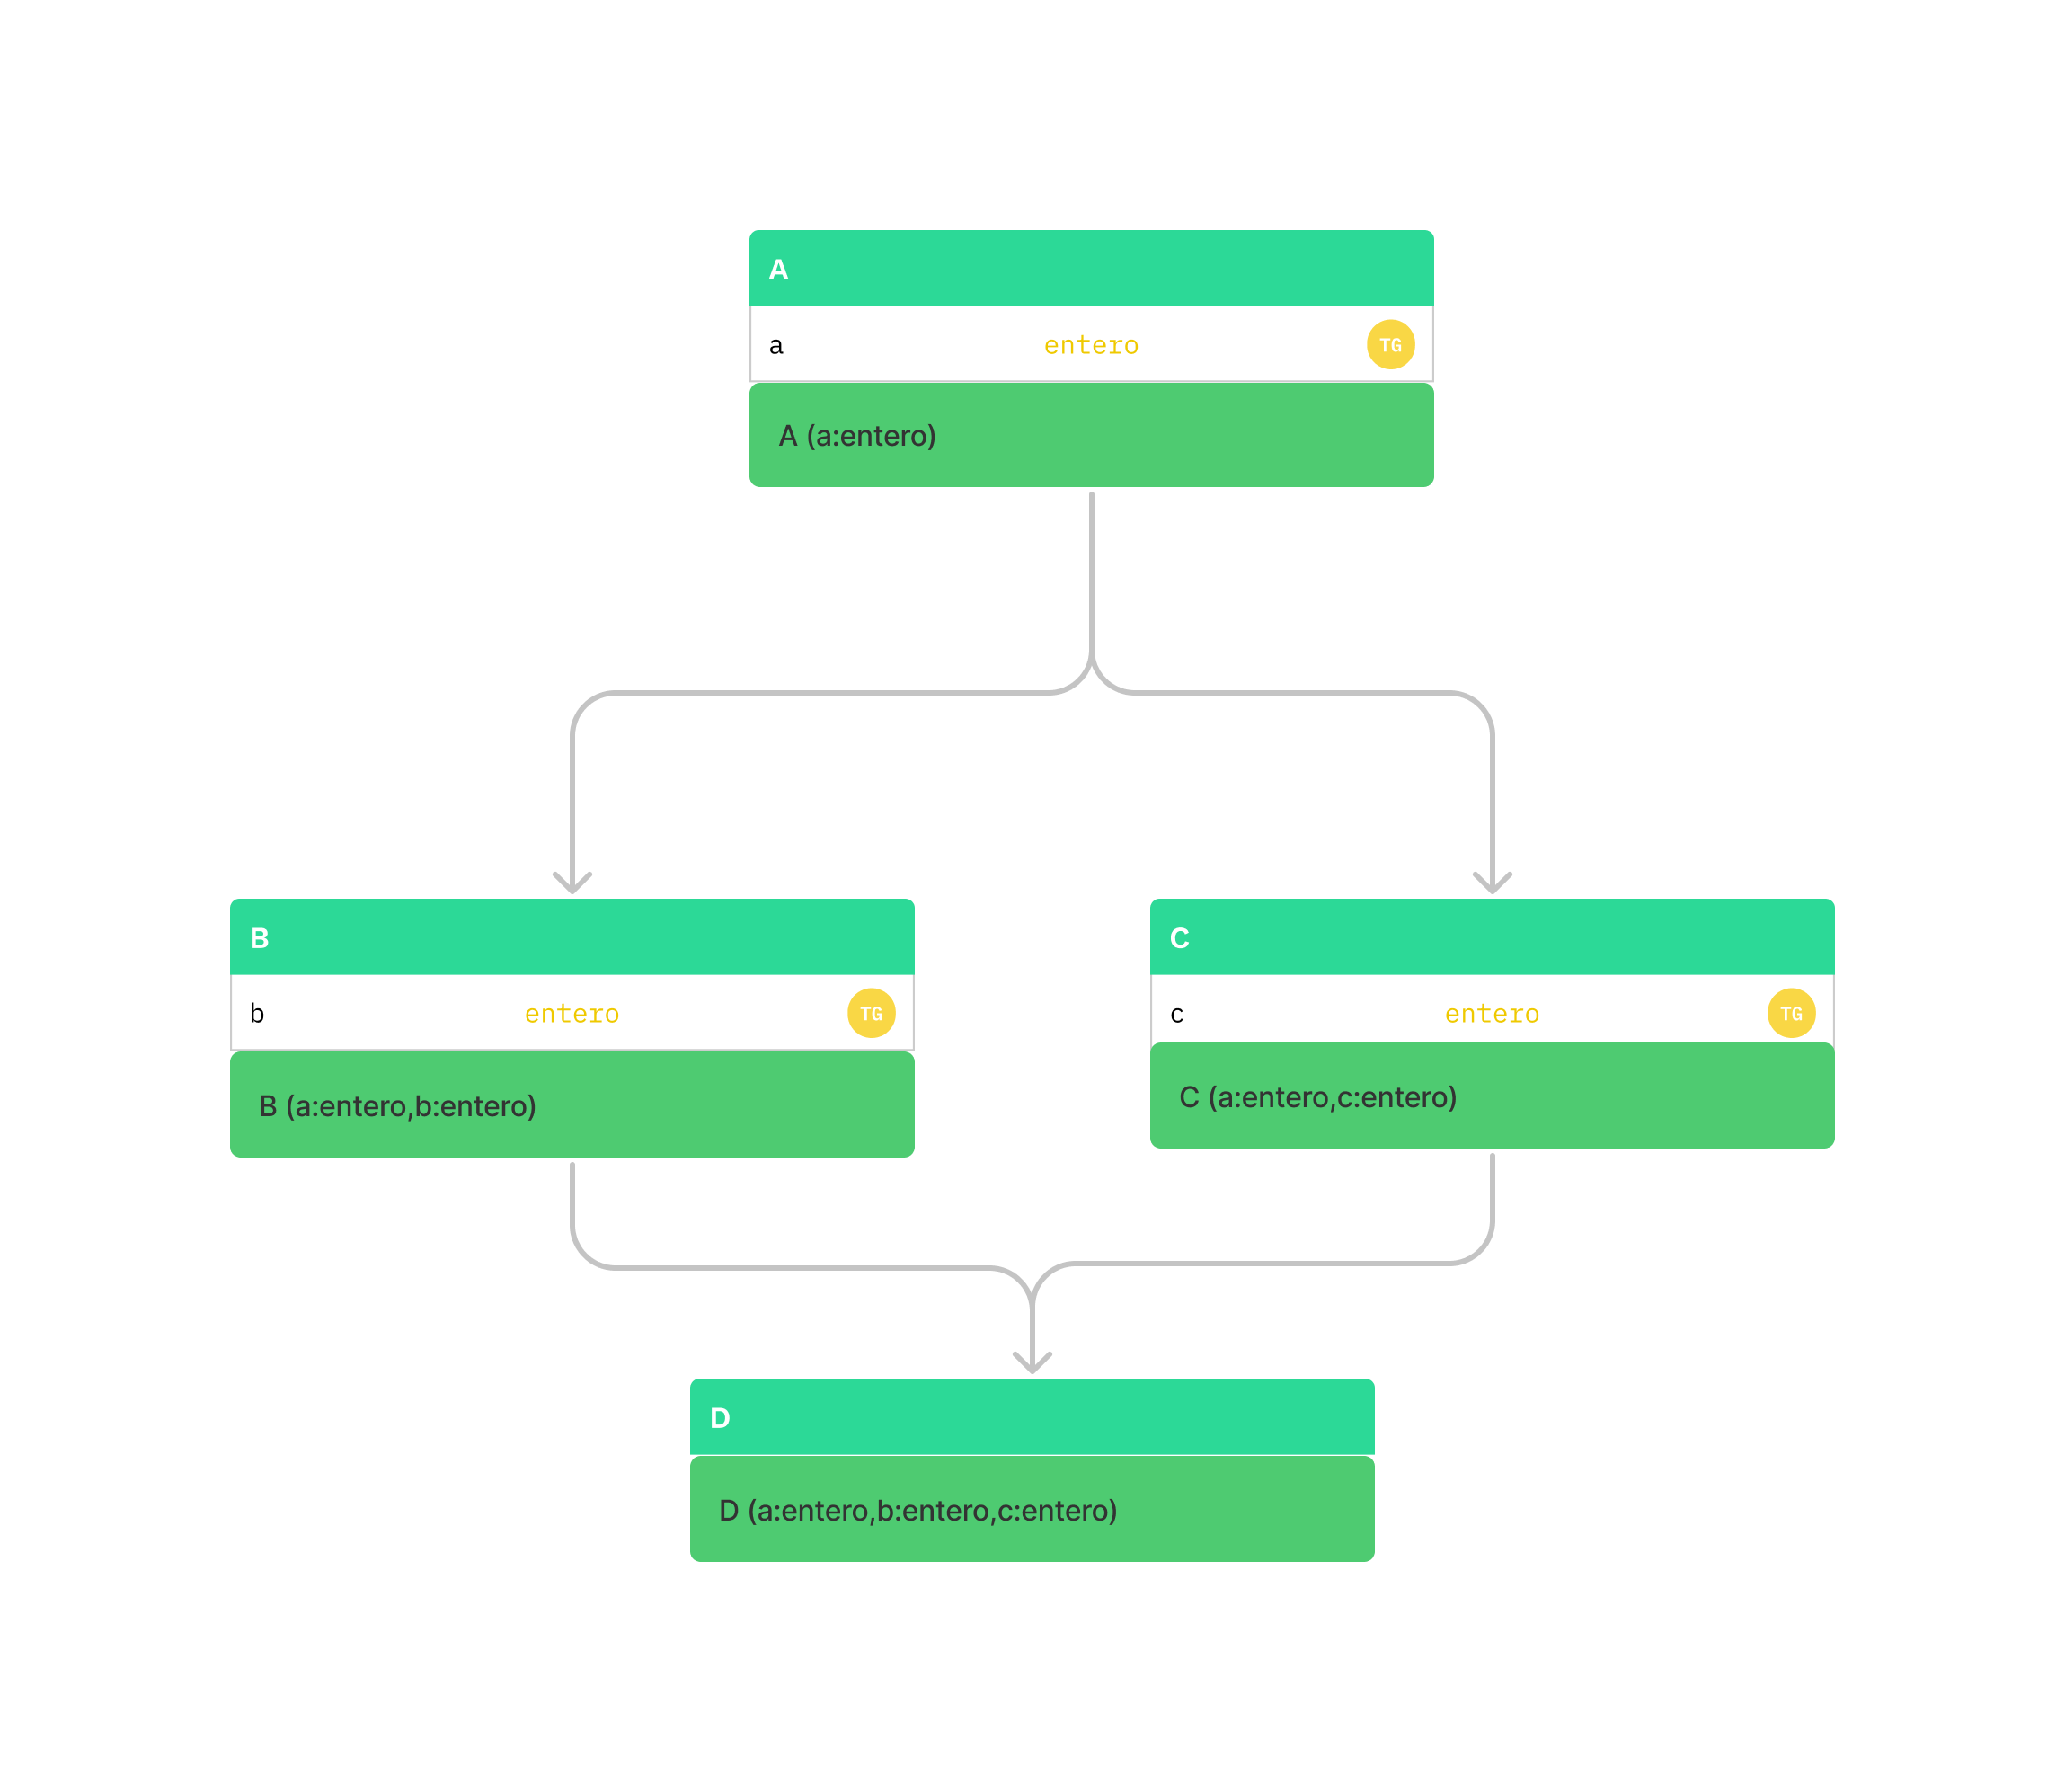 A
a entero TG
A (a:entero)
B
b entero TG
B (a:entero,b:entero)
C
c entero TG
C (a:entero,c:entero)
D
D (a:entero,b:entero,c:entero)